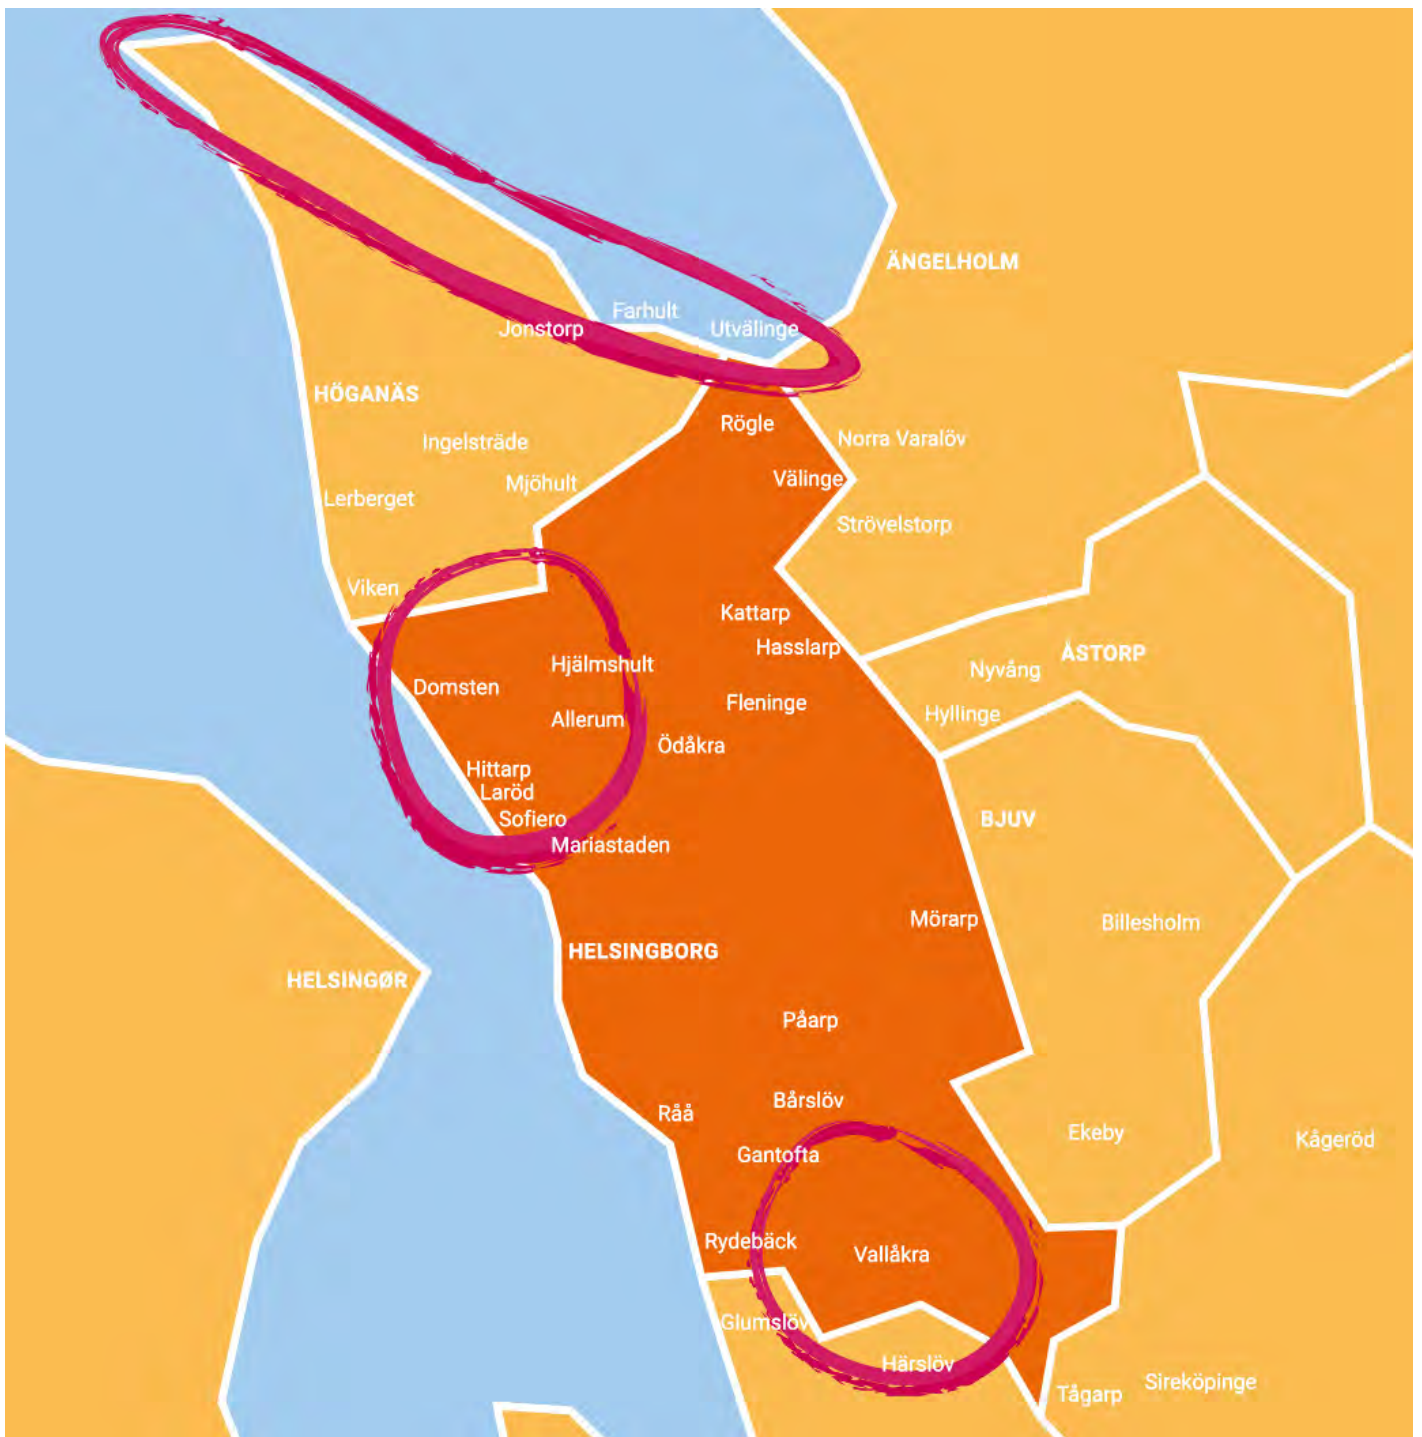 ÄNGELHOLM
Farhult
Jonstorp
Utvälinge
HÖGANÄS
Rögle
Ingelsträde
Norra Varalöv
Välinge
Mjöhult
Lerberget
Strövelstorp
Viken
Kattarp
Hasslarp
ÅSTORP
Hjälmshult
Nyvång
Domsten
Fleninge
Hyllinge
Allerum
Ödåkra
Hittarp
Laröd
Sofiero
BJUV
Mariastaden
Mörarp
Billesholm
HELSINGBORG
HELSINGØR
Påarp
Bårslöv
Råå
Ekeby
Kågeröd
Gantofta
Rydebäck
Vallåkra
Glumslöv
Härslöv
Sireköpinge
Tågarp